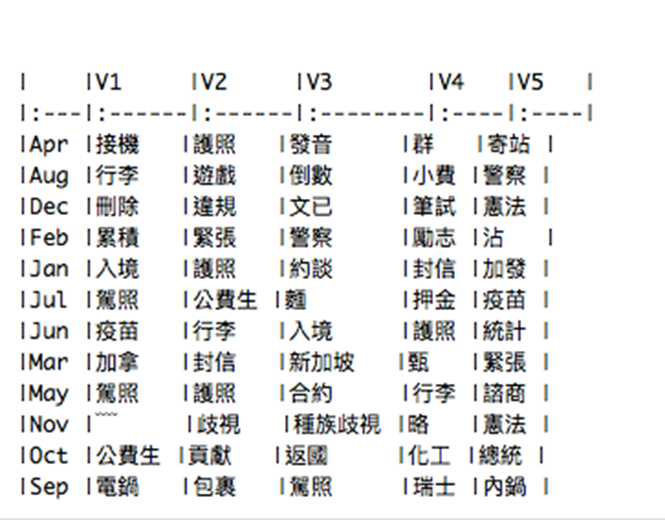 | |V1 |V2 |V3 |V4 |V5 |
|:---|:------|:------|:--------|:----|:----|
|Apr |接機 |護照 |發音 |群 |寄站 |
|Aug |行李 |遊戲 |倒數 |小費 |警察 |
|Dec |刪除 |違規 |文已 |筆試 |憲法 |
|Feb |累積 |緊張 |警察 |勵志 |沾 |
|Jan |入境 |護照 |約談 |封信 |加發 |
|Jul |駕照 |公費生 |麵 |押金 |疫苗 |
|Jun |疫苗 |行李 |入境 |護照 |統計 |
|Mar |加拿 |封信 |新加坡 |甄 |緊張 |
|May |駕照 |護照 |合約 |行李 |諮商 |
|Nov |﹋﹋ |歧視 |種族歧視 |略 |憲法 |
|Oct |公費生 |貢獻 |返國 |化工 |總統 |
|Sep |電鍋 |包裹 |駕照 |瑞士 |內鍋 |